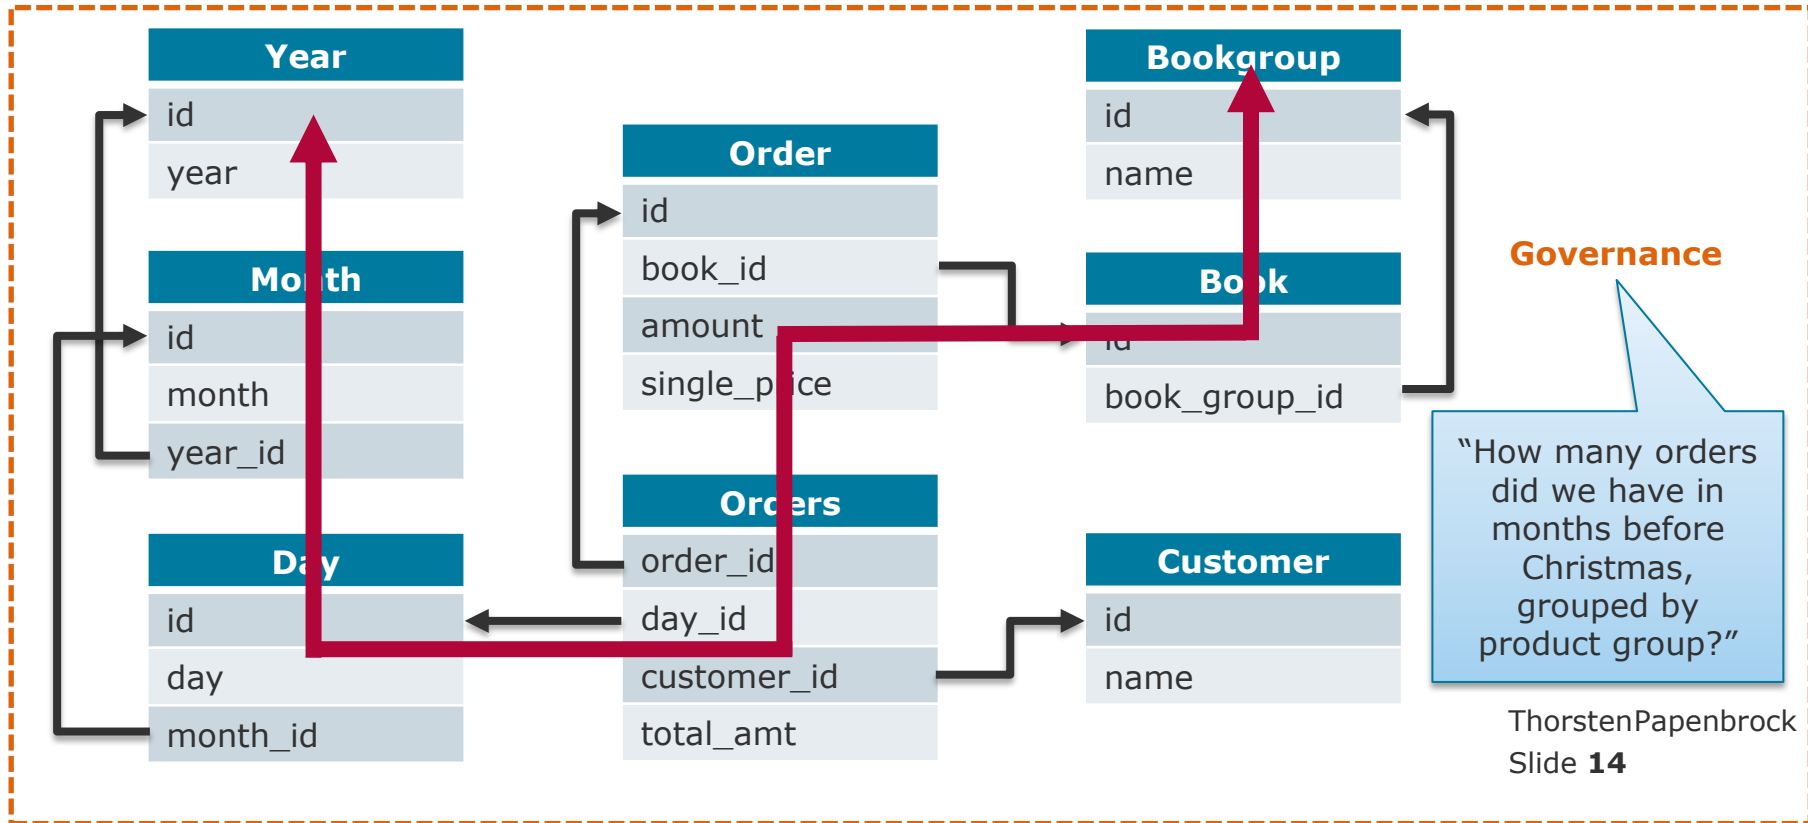 Year
id
year
Month
id
month
year_id
Day
id
day
month_id
Order
id
book_id
amount
single_price
Orders
order_id
day_id
customer_id
total_amt
Bookgroup
id
name
Book
id
book_group_id
Customer
id
name
Governance
“How many orders
did we have in
months before
Christmas,
grouped by
product group?”
ThorstenPapenbrock
Slide 14